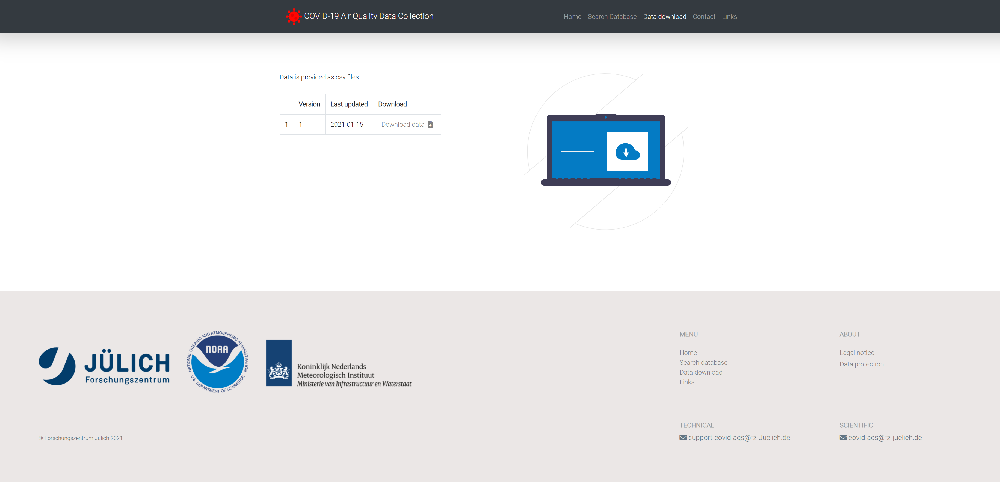 COVID-19 Air Quality Data Collection
Home Search Database Data download Contact Links
Data is provided as csv files.
Version Last updated Download
1 1 2021-01-15 Download data
JÜLICH
Forschungszentrum
NATIONAL OCEANIC AND ATMOSPHERIC ADMINISTRATION
NOAA
U.S. DEPARTMENT OF COMMERCE
Koninklijk Nederlands
Meteorologisch Instituut
Ministerie van Infrastructuur en Waterstaat
MENU
Home
Search database
Data download
Links
ABOUT
Legal notice
Data protection
® Forschungszentrum Jülich 2021 .
TECHNICAL
support-covid-aqs@fz-Juelich.de
SCIENTIFIC
covid-aqs@fz-juelich.de